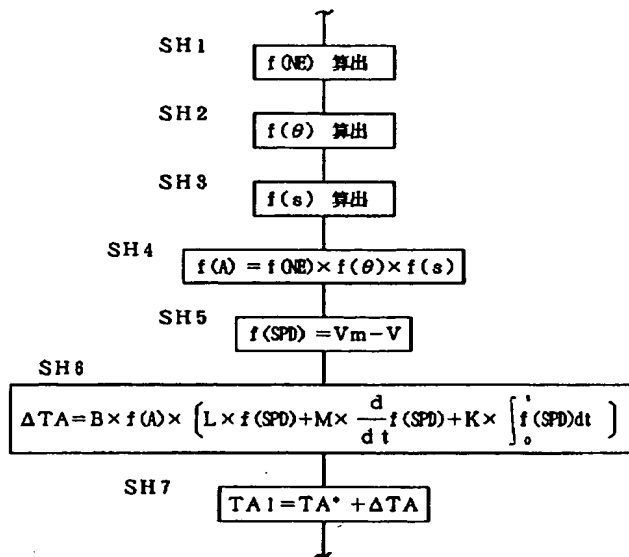 SH1
f(NE) 算出
SH2
f(θ) 算出
SH3
f(s) 算出
SH4
f(A) = f(NE)×f(θ)×f(s)
SH5
f(SPD) = Vm－V
SH6
ΔTA=B×f(A)×(L×f(SPD)+M×d/dt f(SPD)+K×∫₀ᵗ f(SPD)dt)
SH7
TA1=TA*+ΔTA